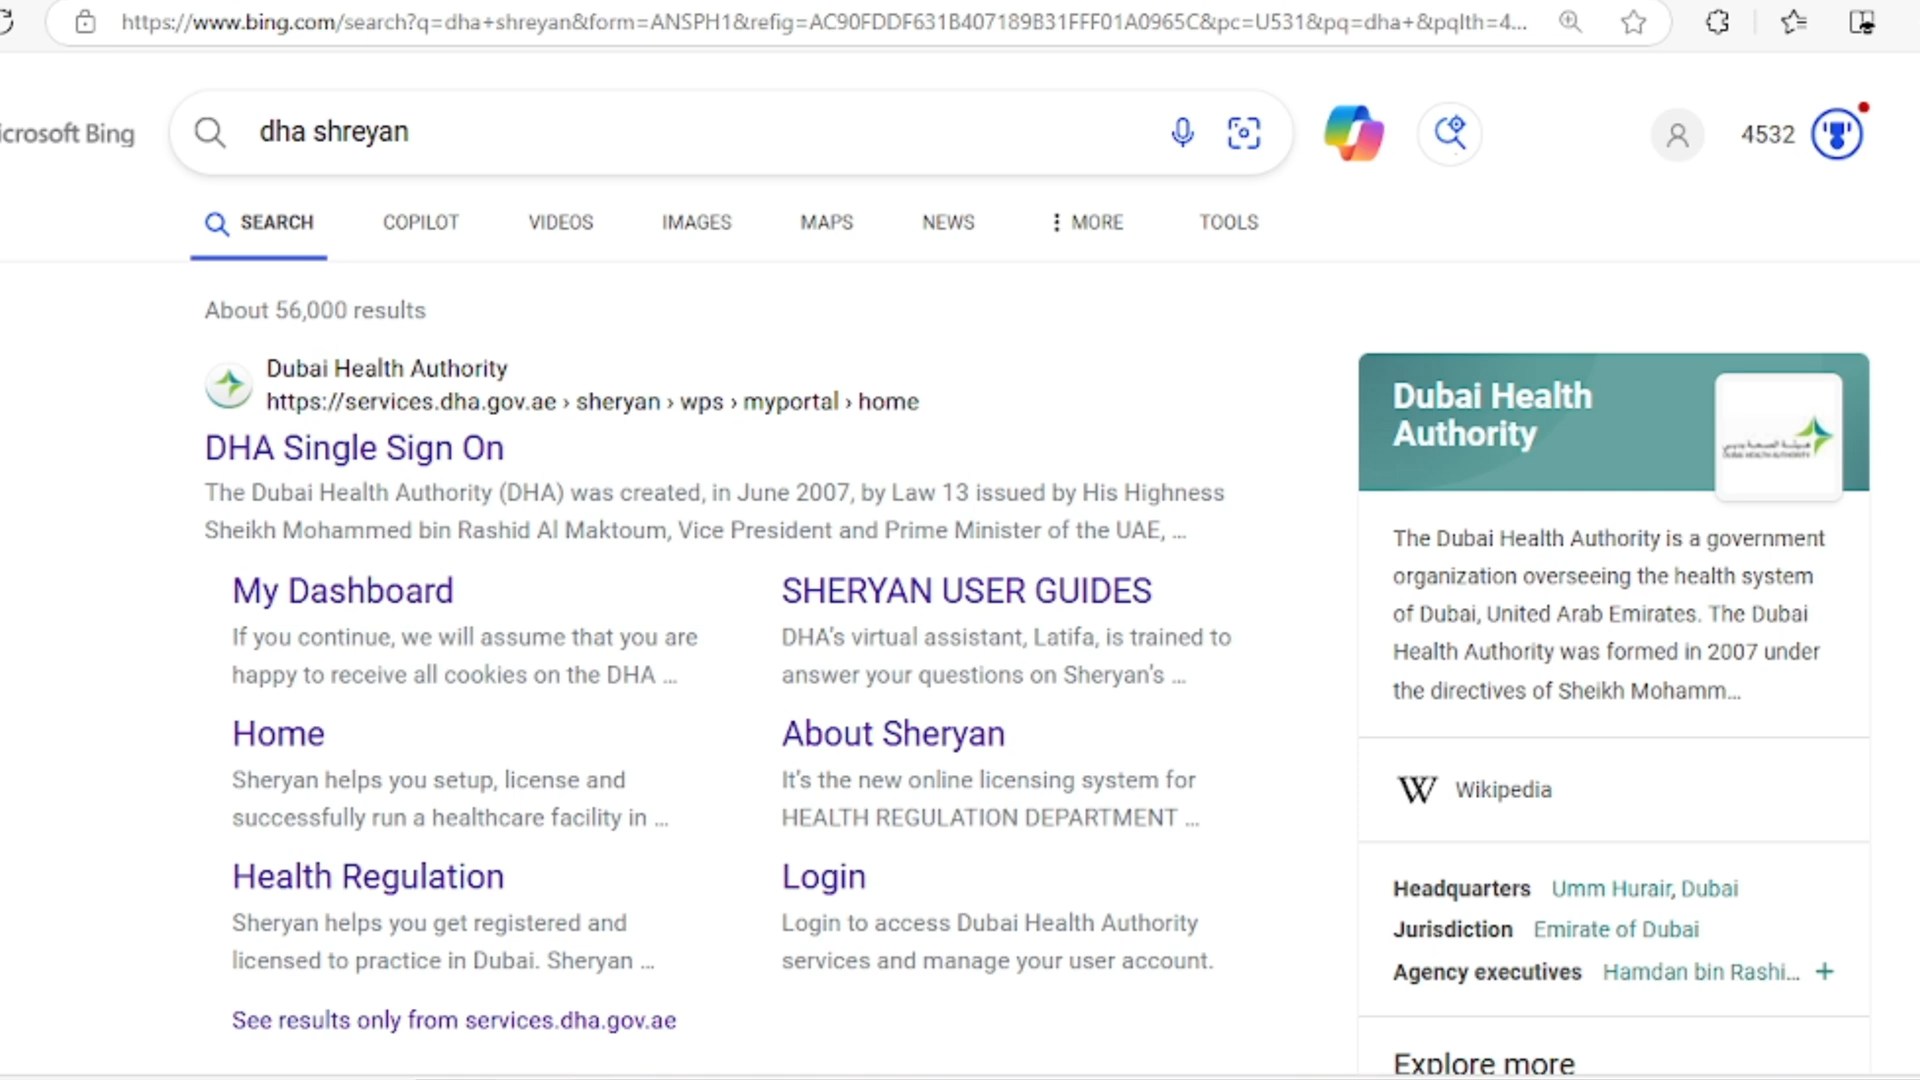 https://www.bing.com/search?q=dha+shreyan&form=ANSPH1&refig=AC90FDDF631B407189B31FFF01A0965C&pc=U531&pq=dha+&pqlth=4...
icrosoft Bing
dha shreyan
4532
SEARCH COPILOT VIDEOS IMAGES MAPS NEWS MORE TOOLS
About 56,000 results
Dubai Health Authority
https://services.dha.gov.ae › sheryan › wps › myportal › home
DHA Single Sign On
The Dubai Health Authority (DHA) was created, in June 2007, by Law 13 issued by His Highness
Sheikh Mohammed bin Rashid Al Maktoum, Vice President and Prime Minister of the UAE, ...
My Dashboard
If you continue, we will assume that you are
happy to receive all cookies on the DHA ...
SHERYAN USER GUIDES
DHA's virtual assistant, Latifa, is trained to
answer your questions on Sheryan's ...
Home
Sheryan helps you setup, license and
successfully run a healthcare facility in ...
About Sheryan
It's the new online licensing system for
HEALTH REGULATION DEPARTMENT ...
Health Regulation
Sheryan helps you get registered and
licensed to practice in Dubai. Sheryan ...
Login
Login to access Dubai Health Authority
services and manage your user account.
See results only from services.dha.gov.ae
Dubai Health
Authority
هيئة الصحة بدبي
DUBAI HEALTH AUTHORITY
The Dubai Health Authority is a government
organization overseeing the health system
of Dubai, United Arab Emirates. The Dubai
Health Authority was formed in 2007 under
the directives of Sheikh Mohamm...
W Wikipedia
Headquarters Umm Hurair, Dubai
Jurisdiction Emirate of Dubai
Agency executives Hamdan bin Rashi... +
Explore more